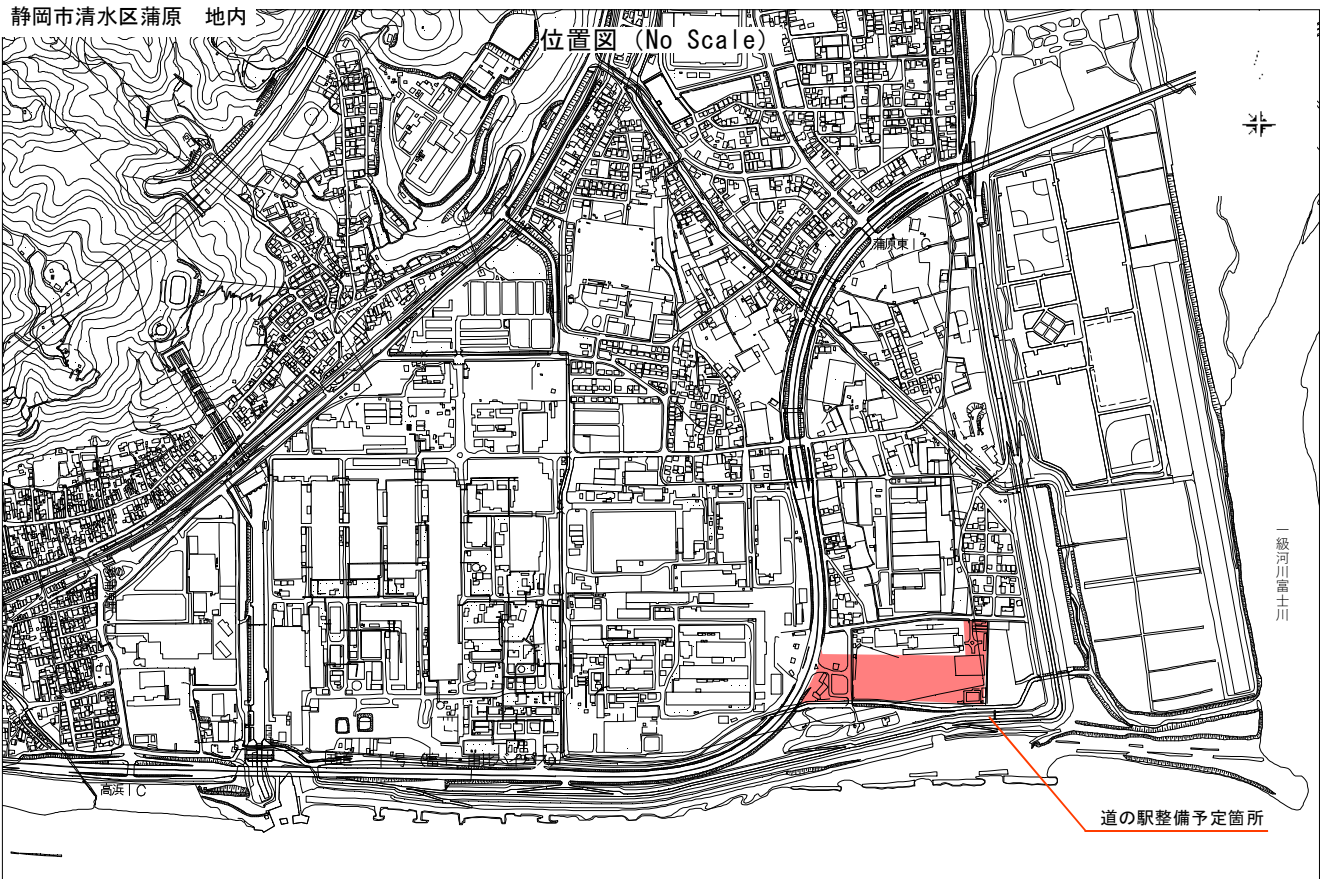 静岡市清水区蒲原　地内
位置図 (No Scale)
蒲原東IC
一級河川富士川
高浜IC
道の駅整備予定箇所